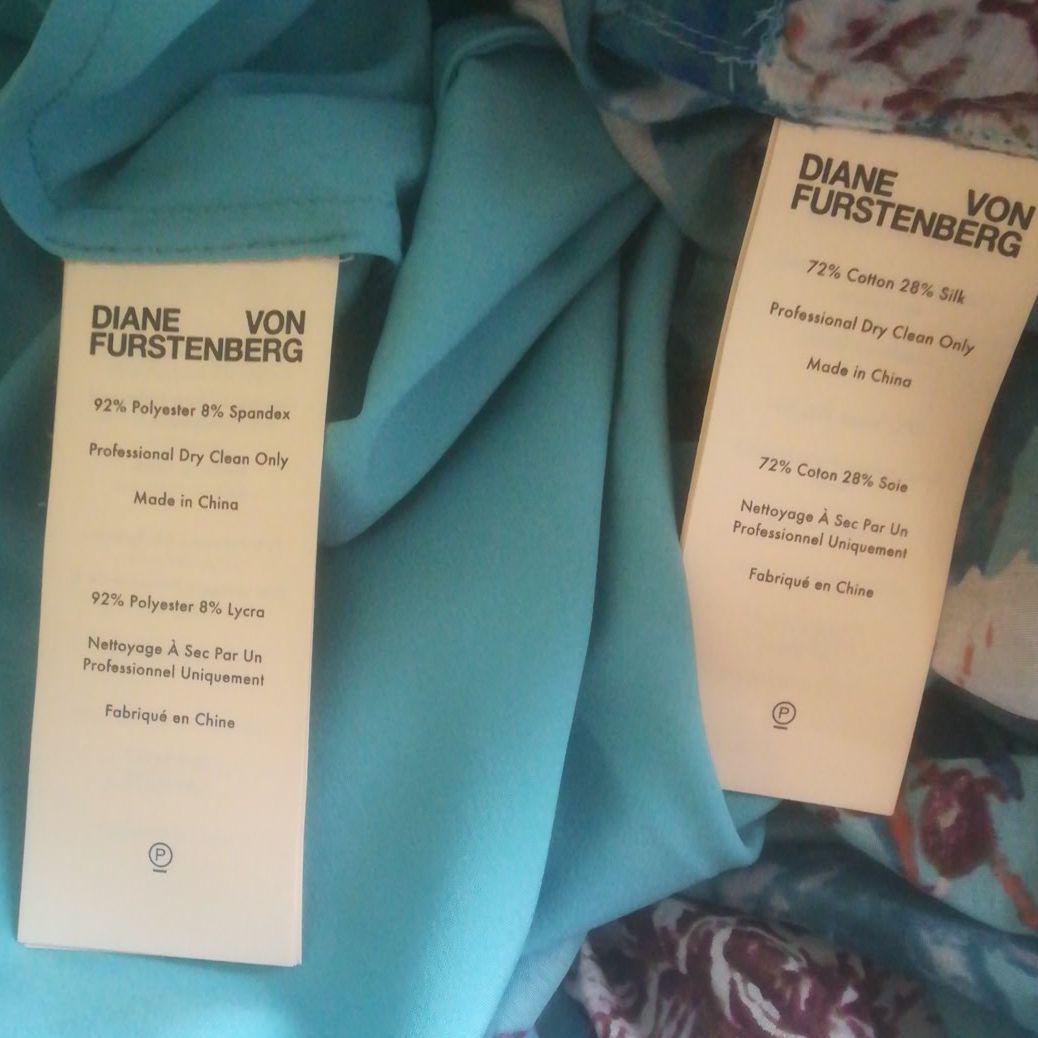 DIANE VON
FURSTENBERG
92% Polyester 8% Spandex
Professional Dry Clean Only
Made in China
92% Polyester 8% Lycra
Nettoyage À Sec Par Un
Professionnel Uniquement
Fabriqué en Chine
P
DIANE VON
FURSTENBERG
72% Cotton 28% Silk
Professional Dry Clean Only
Made in China
72% Coton 28% Soie
Nettoyage À Sec Par Un
Professionnel Uniquement
Fabriqué en Chine
P